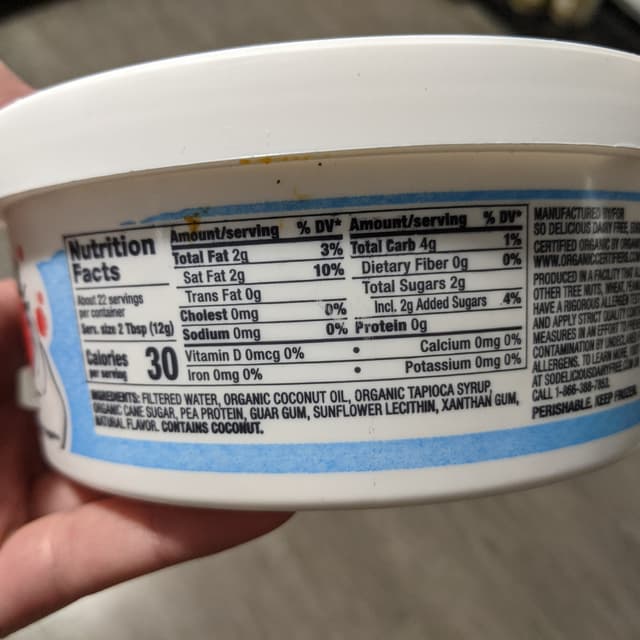 Nutrition
Facts
About 22 servings
per container
Serv. size 2 Tbsp (12g)
Calories
per serving
30
Amount/serving % DV*
Total Fat 2g 3%
Sat Fat 2g 10%
Trans Fat 0g
Cholest 0mg 0%
Sodium 0mg 0%
Amount/serving % DV*
Total Carb 4g 1%
Dietary Fiber 0g 0%
Total Sugars 2g
Incl. 2g Added Sugars 4%
Protein 0g
Vitamin D 0mcg 0% • Calcium 0mg 0%
Iron 0mg 0% • Potassium 0mg 0%
INGREDIENTS: FILTERED WATER, ORGANIC COCONUT OIL, ORGANIC TAPIOCA SYRUP,
ORGANIC CANE SUGAR, PEA PROTEIN, GUAR GUM, SUNFLOWER LECITHIN, XANTHAN GUM,
NATURAL FLAVOR. CONTAINS COCONUT.
MANUFACTURED BY/FOR
SO DELICIOUS DAIRY FREE,
CERTIFIED ORGANIC BY
PRODUCED IN A FACILITY THAT
OTHER TREE NUTS, WHEAT,
HAVE A RIGOROUS ALLERGEN
AND APPLY STRICT QUALITY
MEASURES IN AN EFFORT TO
CONTAMINATION BY
ALLERGENS. TO LEARN MORE,
AT SODELICIOUSDAIRYFREE.COM
CALL 1-866-388-7853.
PERISHABLE. KEEP FROZEN.